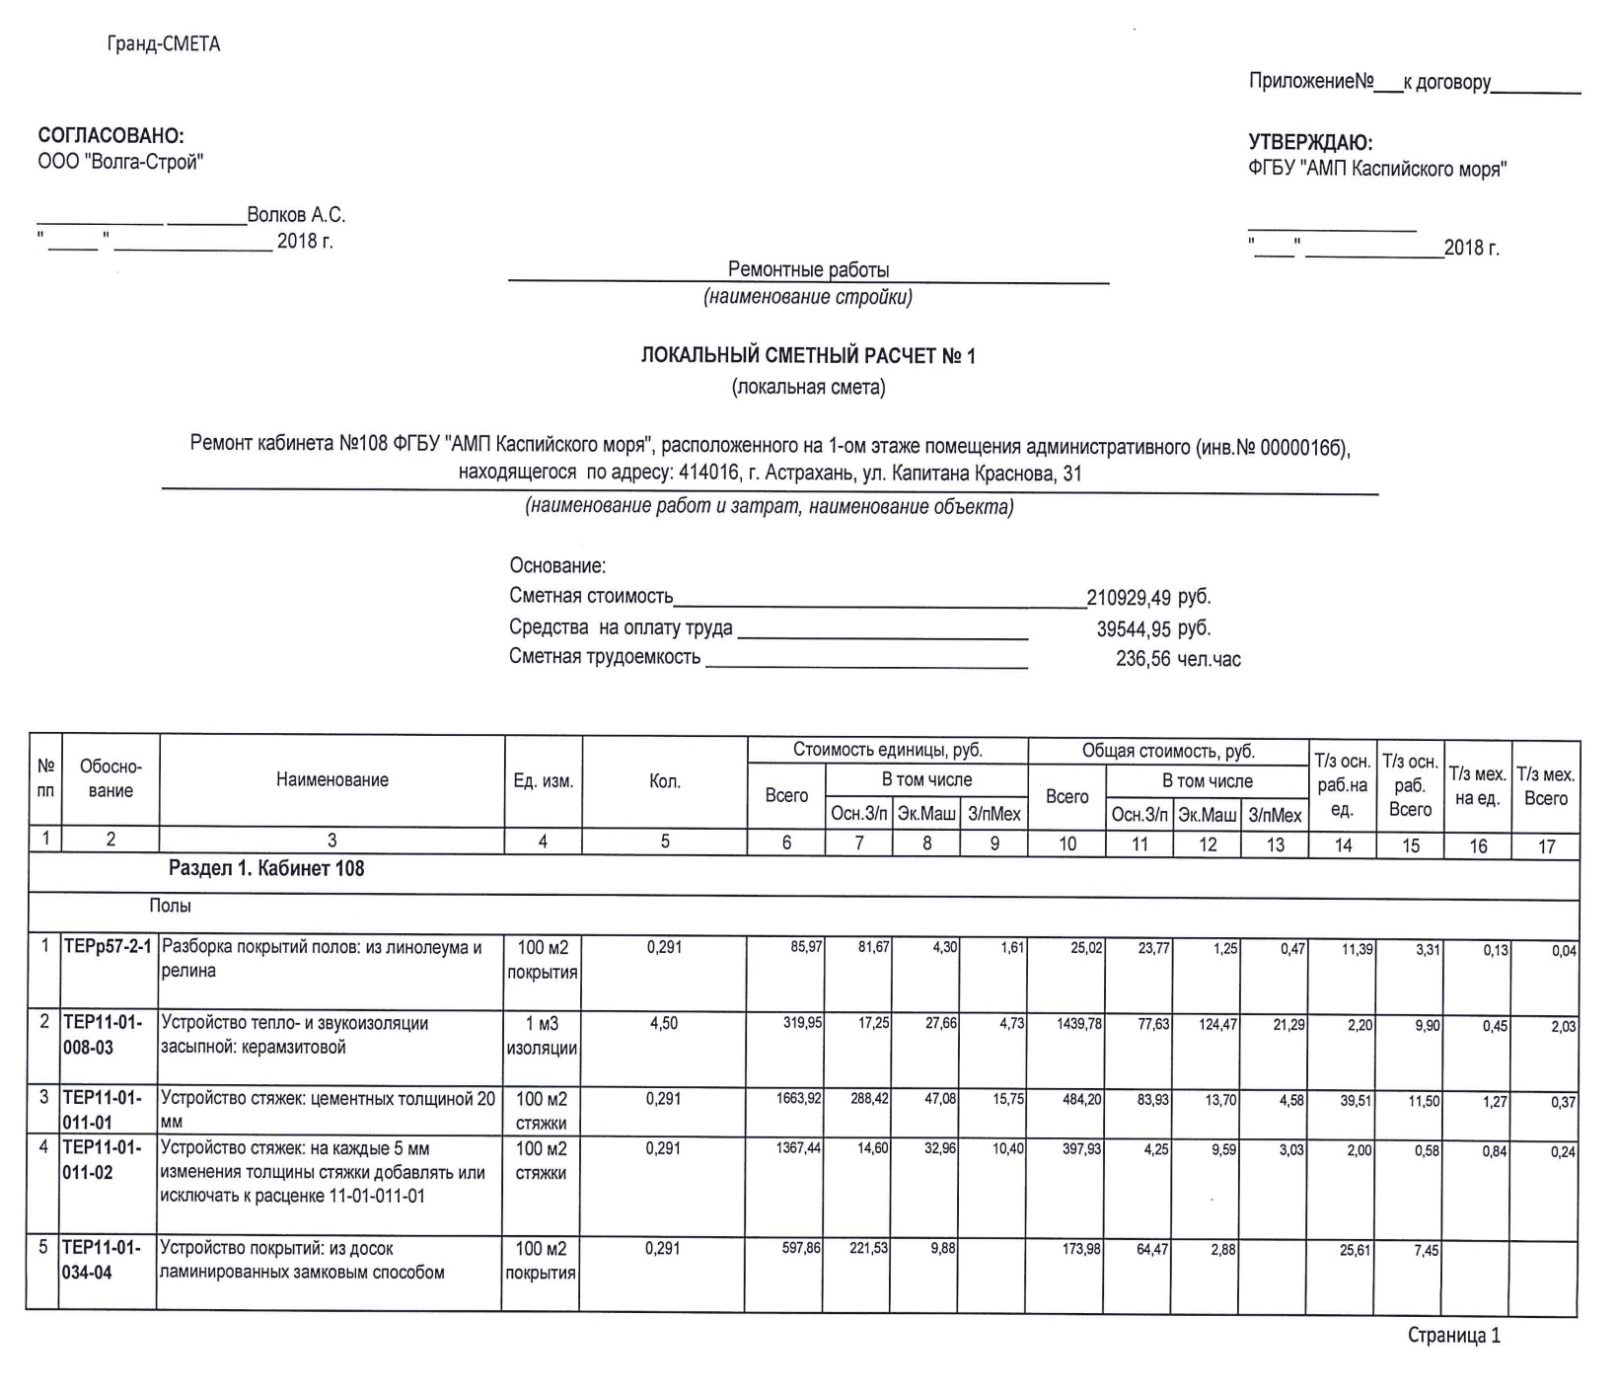 Гранд-СМЕТА
Приложение№___к договору_________
СОГЛАСОВАНО:
ООО "Волга-Строй"
УТВЕРЖДАЮ:
ФГБУ "АМП Каспийского моря"
_____________ ________Волков А.С.
" _____ " ________________ 2018 г.
"____" ______________2018 г.
Ремонтные работы
(наименование стройки)
ЛОКАЛЬНЫЙ СМЕТНЫЙ РАСЧЕТ № 1
(локальная смета)
Ремонт кабинета №108 ФГБУ "АМП Каспийского моря", расположенного на 1-ом этаже помещения административного (инв.№ 0000016б),
находящегося по адресу: 414016, г. Астрахань, ул. Капитана Краснова, 31
(наименование работ и затрат, наименование объекта)
Основание:
Сметная стоимость 210929,49 руб.
Средства на оплату труда 39544,95 руб.
Сметная трудоемкость 236,56 чел.час
№ пп
Обосно-
вание
Наименование
Ед. изм.
Кол.
Стоимость единицы, руб.
Всего
В том числе
Осн.З/п Эк.Маш З/пМех
Общая стоимость, руб.
Всего
В том числе
Осн.З/п Эк.Маш З/пМех
Т/з осн.
раб.на
ед.
Т/з осн.
раб.
Всего
Т/з мех.
на ед.
Т/з мех.
Всего
1 2 3 4 5 6 7 8 9 10 11 12 13 14 15 16 17
Раздел 1. Кабинет 108
Полы
1 ТЕРр57-2-1 Разборка покрытий полов: из линолеума и 100 м2 0,291 85,97 81,67 4,30 1,61 25,02 23,77 1,25 0,47 11,39 3,31 0,13 0,04
релина покрытия
2 ТЕР11-01- Устройство тепло- и звукоизоляции 1 м3 4,50 319,95 17,25 27,66 4,73 1439,78 77,63 124,47 21,29 2,20 9,90 0,45 2,03
008-03 засыпной: керамзитовой изоляции
3 ТЕР11-01- Устройство стяжек: цементных толщиной 20 100 м2 0,291 1663,92 288,42 47,08 15,75 484,20 83,93 13,70 4,58 39,51 11,50 1,27 0,37
011-01 мм стяжки
4 ТЕР11-01- Устройство стяжек: на каждые 5 мм 100 м2 0,291 1367,44 14,60 32,96 10,40 397,93 4,25 9,59 3,03 2,00 0,58 0,84 0,24
011-02 изменения толщины стяжки добавлять или стяжки
исключать к расценке 11-01-011-01
5 ТЕР11-01- Устройство покрытий: из досок 100 м2 0,291 597,86 221,53 9,88 173,98 64,47 2,88 25,61 7,45
034-04 ламинированных замковым способом покрытия
Страница 1